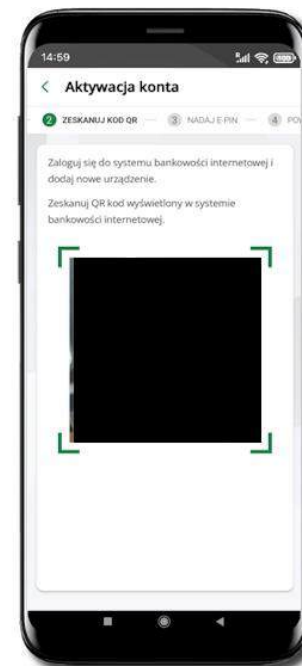 14:59
Aktywacja konta
2 ZESKANUJ KOD QR 3 NADAJ E-PIN 4
Zaloguj się do systemu bankowości internetowej i
dodaj nowe urządzenie.
Zeskanuj QR kod wyświetlony w systemie
bankowości internetowej.